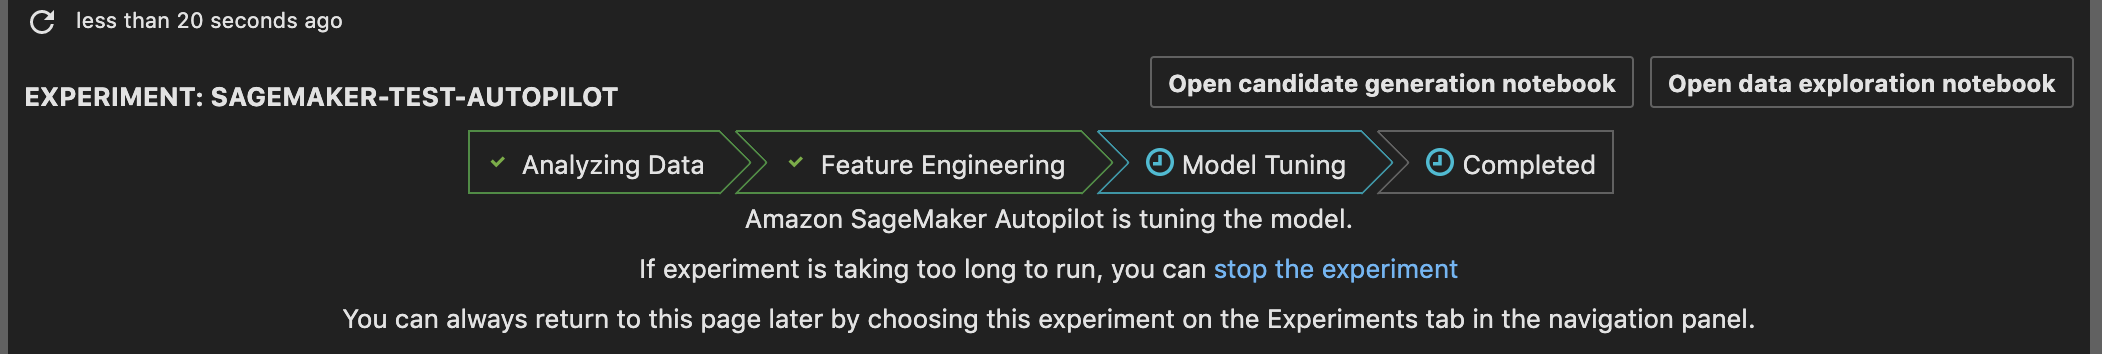 less than 20 seconds ago
Open candidate generation notebook
Open data exploration notebook
EXPERIMENT: SAGEMAKER-TEST-AUTOPILOT
Analyzing Data
Feature Engineering
Model Tuning
Completed
Amazon SageMaker Autopilot is tuning the model.
If experiment is taking too long to run, you can stop the experiment
You can always return to this page later by choosing this experiment on the Experiments tab in the navigation panel.